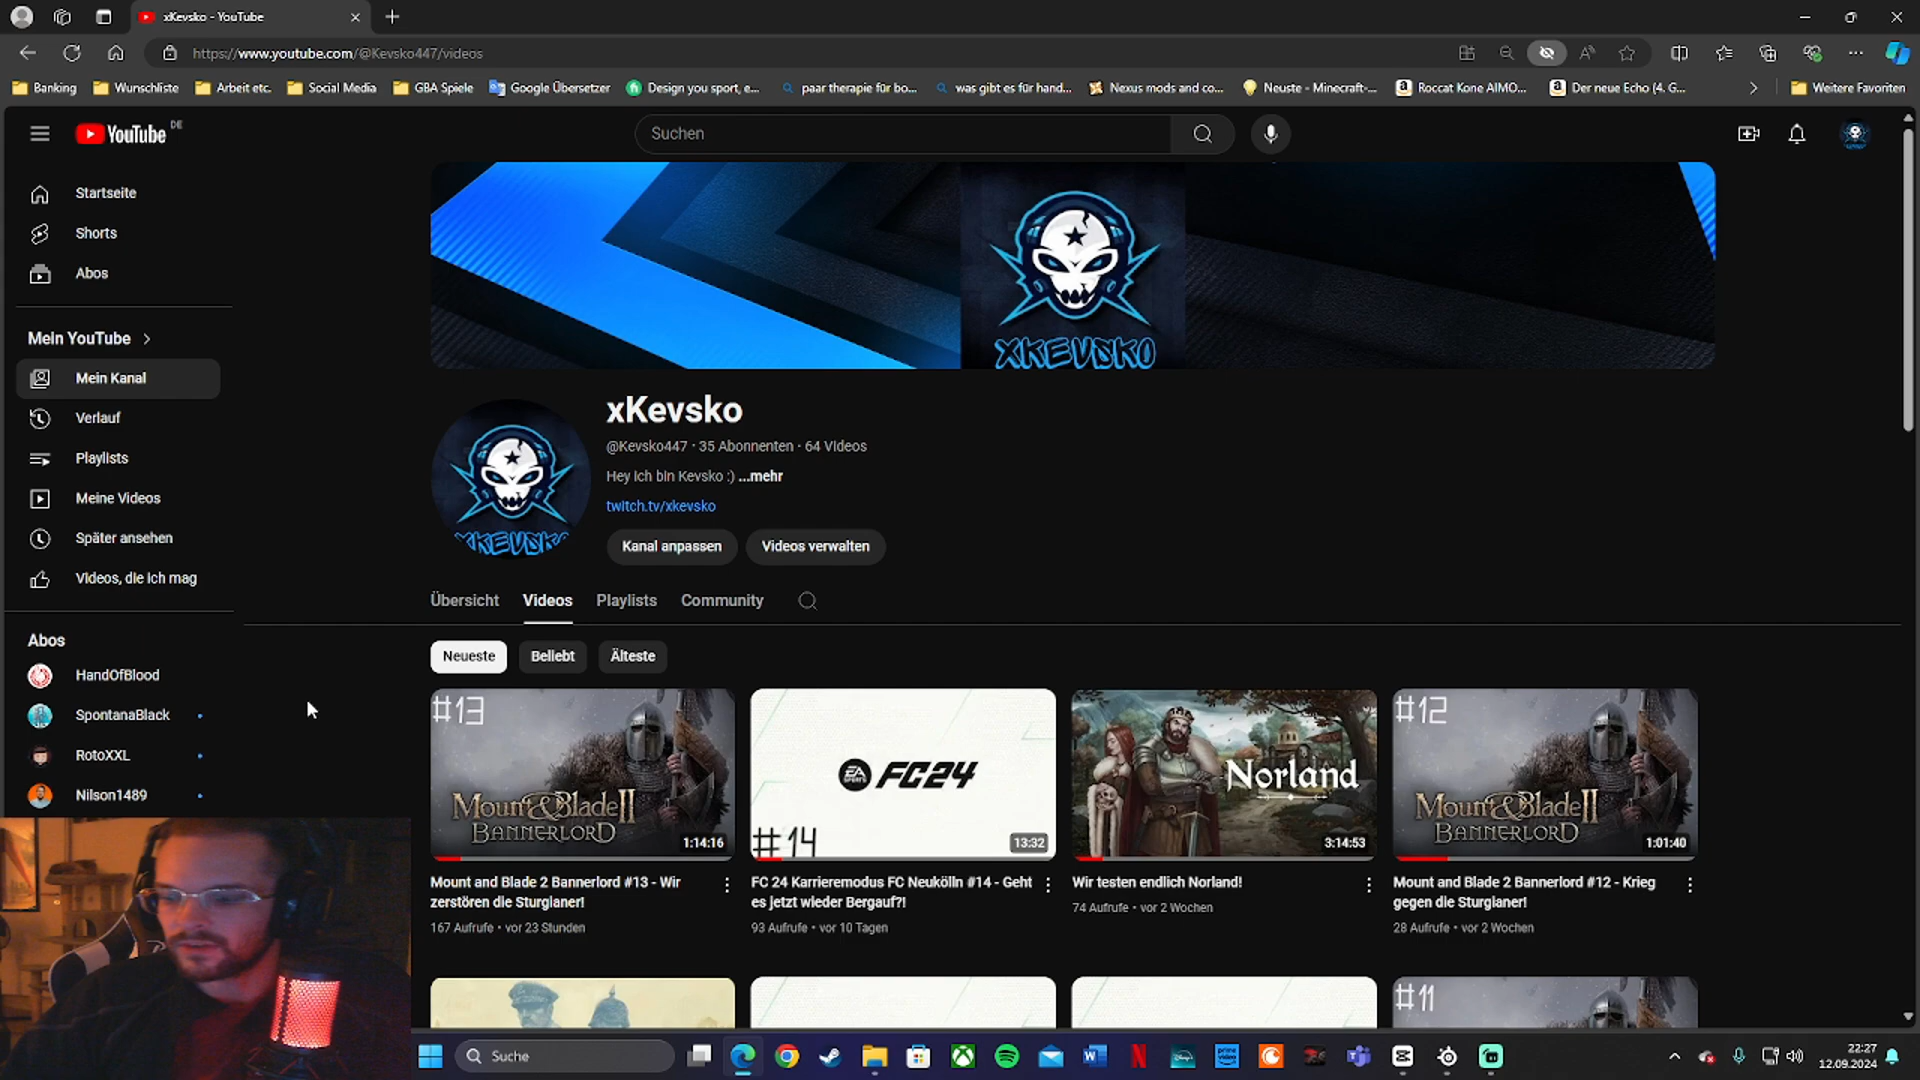 xKevsko - YouTube
https://www.youtube.com/@Kevsko447/videos
Banking
Wunschliste
Arbeit etc.
Social Media
GBA Spiele
Google Übersetzer
Design you sport, e...
paar therapie für bo...
was gibt es für hand...
Nexus mods and co...
Neuste - Minecraft-...
Roccat Kone AIMO...
Der neue Echo (4. G...
Weitere Favoriten
YouTube DE
Suchen
Startseite
Shorts
Abos
Mein YouTube
Mein Kanal
Verlauf
Playlists
Meine Videos
Später ansehen
Videos, die ich mag
Abos
HandOfBlood
SpontanaBlack
RotoXXL
Nilson1489
XKEVSKO
XKEVSKO
xKevsko
@Kevsko447 · 35 Abonnenten · 64 Videos
Hey Ich bin Kevsko :) ...mehr
twitch.tv/xkevsko
Kanal anpassen
Videos verwalten
Übersicht
Videos
Playlists
Community
Neueste
Beliebt
Älteste
#13
MOUNT&BLADE II
BANNERLORD
1:14:16
Mount and Blade 2 Bannerlord #13 - Wir
zerstören die Sturgianer!
167 Aufrufe · vor 23 Stunden
EA SPORTS FC24
#14
13:32
FC 24 Karrieremodus FC Neukölln #14 - Geht
es jetzt wieder Bergauf?!
93 Aufrufe · vor 10 Tagen
Norland
3:14:53
Wir testen endlich Norland!
74 Aufrufe · vor 2 Wochen
#12
MOUNT&BLADE II
BANNERLORD
1:01:40
Mount and Blade 2 Bannerlord #12 - Krieg
gegen die Sturgianer!
28 Aufrufe · vor 2 Wochen
#11
Suche
22:27
12.09.2024